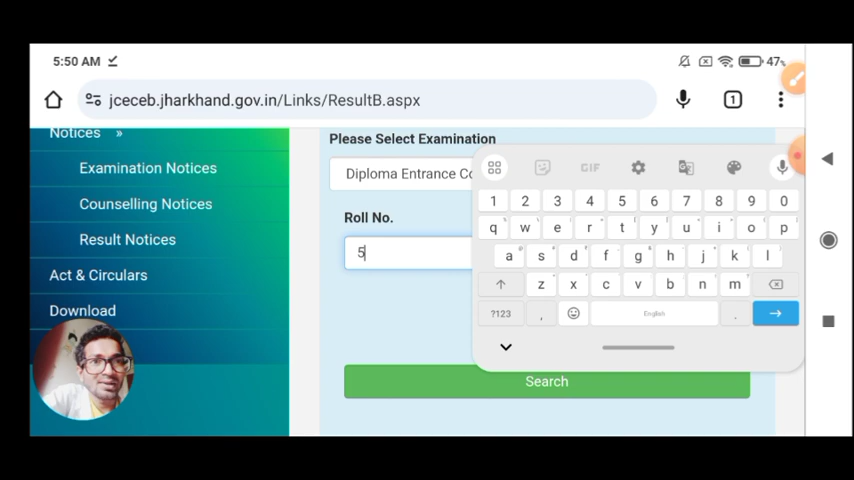 5:50 AM
47%
jceceb.jharkhand.gov.in/Links/ResultB.aspx
1
Notices »
Examination Notices
Counselling Notices
Result Notices
Act & Circulars
Download
Please Select Examination
Diploma Entrance Co
Roll No.
5
GIF
1 2 3 4 5 6 7 8 9 0
q w e r t y u i o p
a s d f g h j k l
z x c v b n m
?123 , English .
Search